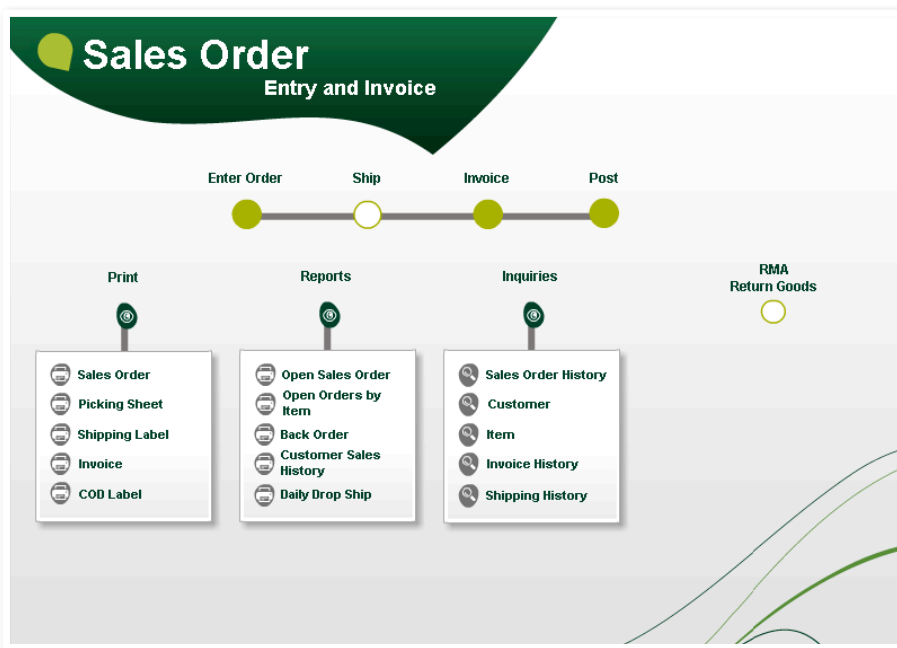 Sales Order
Entry and Invoice
Enter Order
Ship
Invoice
Post
Print
Reports
Inquiries
RMA
Return Goods
Sales Order
Picking Sheet
Shipping Label
Invoice
COD Label
Open Sales Order
Open Orders by
Item
Back Order
Customer Sales
History
Daily Drop Ship
Sales Order History
Customer
Item
Invoice History
Shipping History